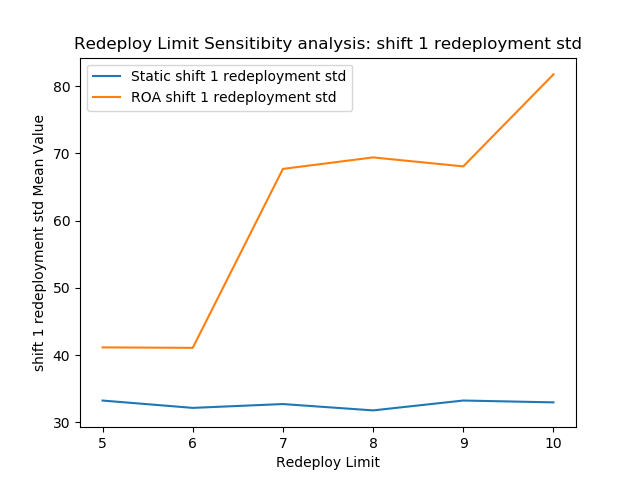 Redeploy Limit Sensitibity analysis: shift 1 redeployment std
Static shift 1 redeployment std
ROA shift 1 redeployment std
shift 1 redeployment std Mean Value
80
70
60
50
40
30
5 6 7 8 9 10
Redeploy Limit